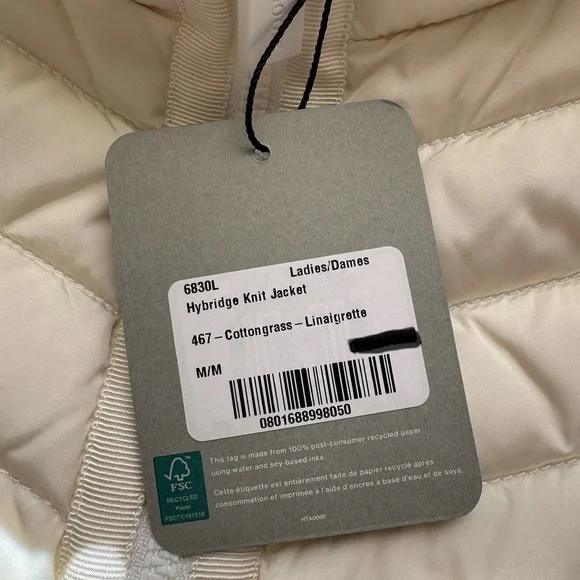 6830L Ladies/Dames
Hybridge Knit Jacket
467-Cottongrass-Linaigrette
M/M
0801688998050
This tag is made from 100% post-consumer recycled paper
using water and soy-based inks.
Cette étiquette est entièrement faite de papier recyclé après
consommation et imprimée à l'aide d'encres à base d'eau et de soya.
FSC
RECYCLED
Paper
HTA0000